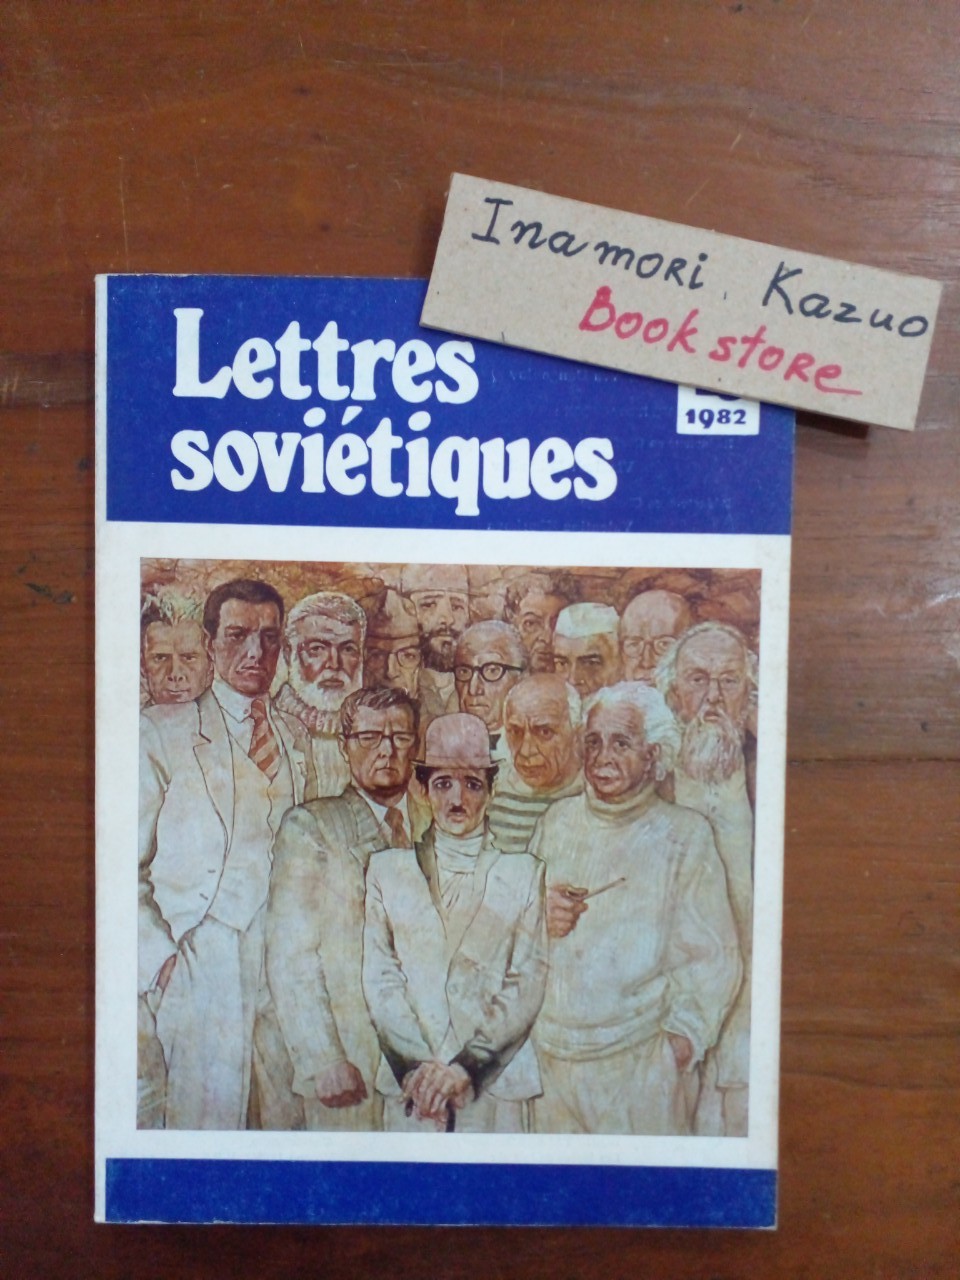 Inamori Kazuo
Book store
Lettres
soviétiques
1982